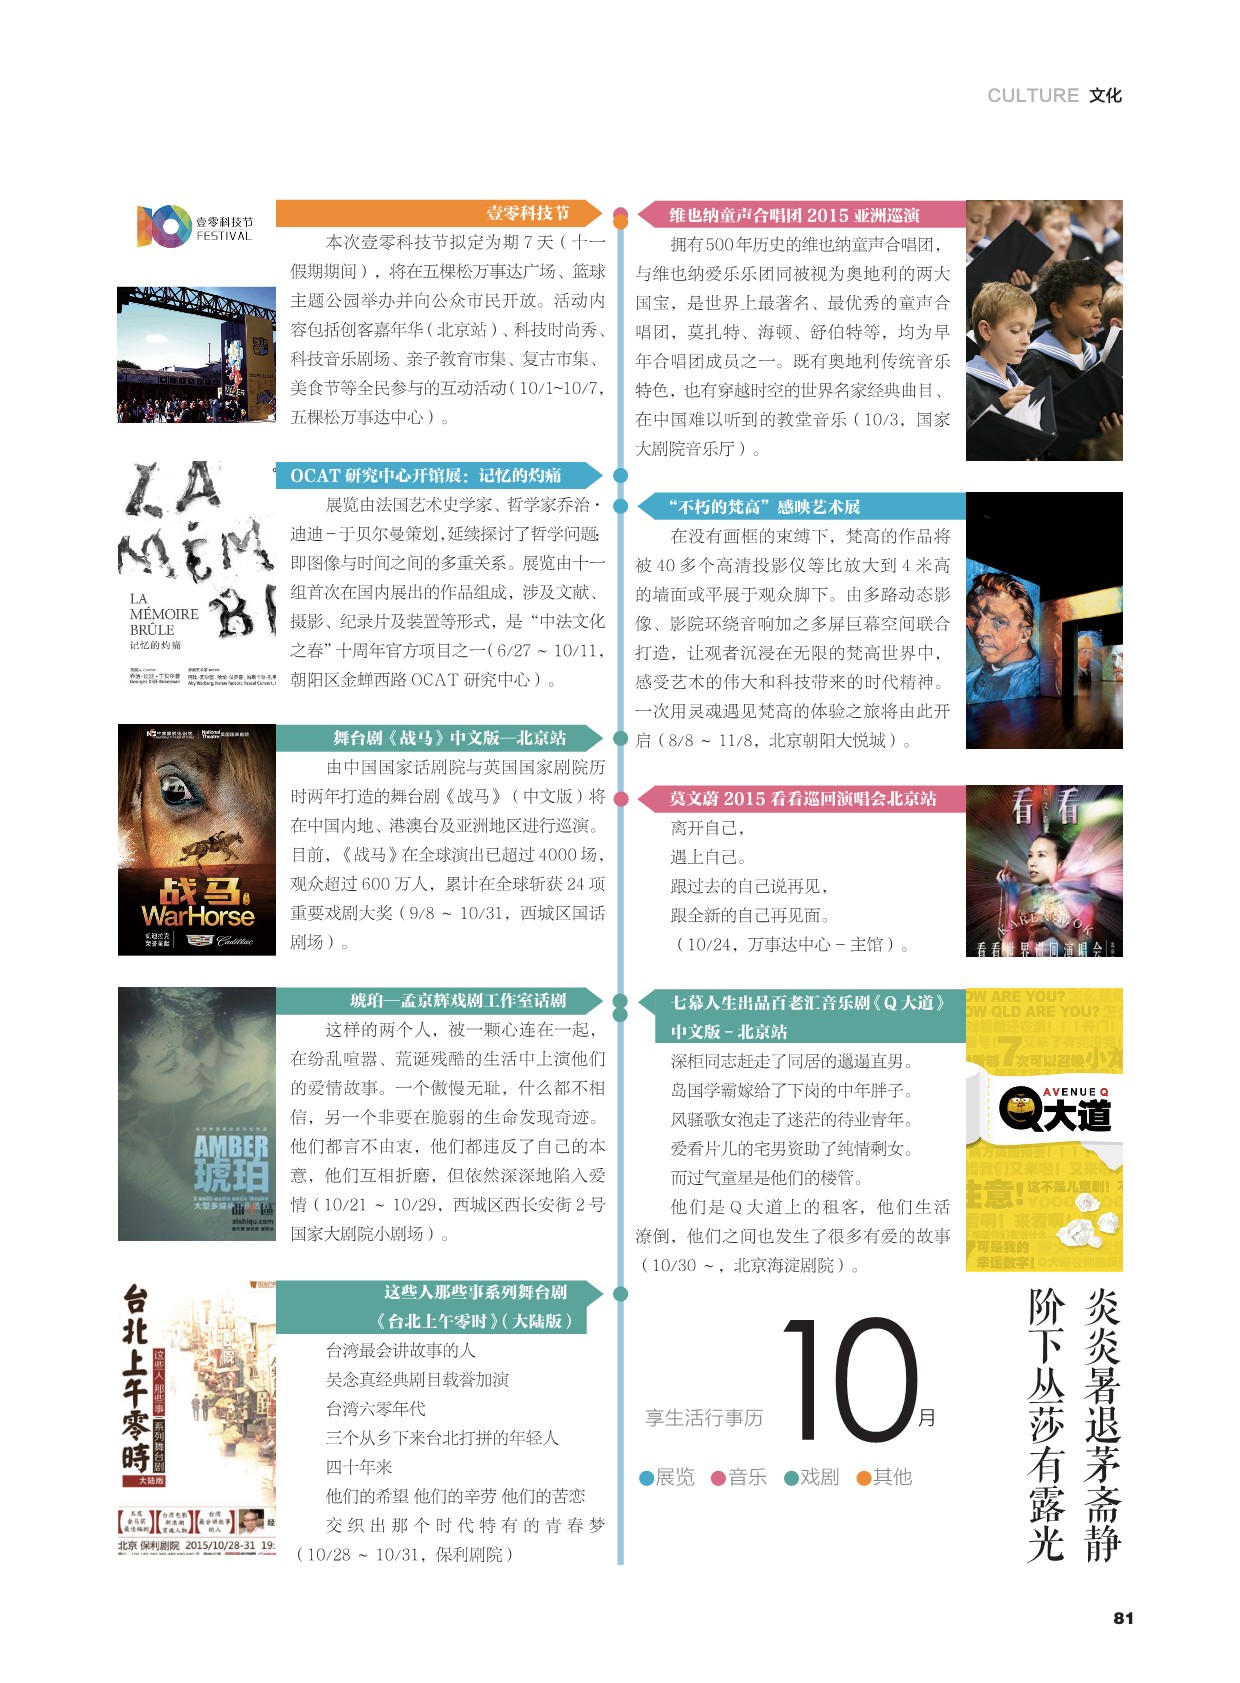 CULTURE 文化
壹零科技节
FESTIVAL
壹零科技节
本次壹零科技节拟定为期 7 天（十一
假期期间），将在五棵松万事达广场、篮球
主题公园举办并向公众市民开放。活动内
容包括创客嘉年华（北京站）、科技时尚秀、
科技音乐剧场、亲子教育市集、复古市集、
美食节等全民参与的互动活动（10/1~10/7，
五棵松万事达中心）。
LA
MÉM
LA
MÉMOIRE
BRÛLE
记忆的灼痛
OCAT 研究中心开馆展：记忆的灼痛
展览由法国艺术史学家、哲学家乔治·
迪迪－于贝尔曼策划，延续探讨了哲学问题：
即图像与时间之间的多重关系。展览由十一
组首次在国内展出的作品组成，涉及文献、
摄影、纪录片及装置等形式，是“中法文化
之春”十周年官方项目之一（6/27 ~ 10/11，
朝阳区金蝉西路 OCAT 研究中心）。
战马
WarHorse
Cadillac
舞台剧《战马》中文版—北京站
由中国国家话剧院与英国国家剧院历
时两年打造的舞台剧《战马》（中文版）将
在中国内地、港澳台及亚洲地区进行巡演。
目前，《战马》在全球演出已超过 4000 场，
观众超过 600 万人，累计在全球斩获 24 项
重要戏剧大奖（9/8 ~ 10/31，西城区国话
剧场）。
AMBER
琥珀
zishiqu.com
琥珀—孟京辉戏剧工作室话剧
这样的两个人，被一颗心连在一起，
在纷乱喧嚣、荒诞残酷的生活中上演他们
的爱情故事。一个傲慢无耻，什么都不相
信，另一个非要在脆弱的生命发现奇迹。
他们都言不由衷，他们都违反了自己的本
意，他们互相折磨，但依然深深地陷入爱
情（10/21 ~ 10/29，西城区西长安街 2 号
国家大剧院小剧场）。
台北上午零時
这些人 那些事 系列舞台剧
大陆版
北京 保利剧院 2015/10/28-31 19:
这些人那些事系列舞台剧
《台北上午零时》（大陆版）
台湾最会讲故事的人
吴念真经典剧目载誉加演
台湾六零年代
三个从乡下来台北打拼的年轻人
四十年来
他们的希望 他们的辛劳 他们的苦恋
交织出那个时代特有的青春梦
（10/28 ~ 10/31，保利剧院）
维也纳童声合唱团 2015 亚洲巡演
拥有500年历史的维也纳童声合唱团，
与维也纳爱乐乐团同被视为奥地利的两大
国宝，是世界上最著名、最优秀的童声合
唱团，莫扎特、海顿、舒伯特等，均为早
年合唱团成员之一。既有奥地利传统音乐
特色，也有穿越时空的世界名家经典曲目、
在中国难以听到的教堂音乐（10/3，国家
大剧院音乐厅）。
“不朽的梵高”感映艺术展
在没有画框的束缚下，梵高的作品将
被 40 多个高清投影仪等比放大到 4 米高
的墙面或平展于观众脚下。由多路动态影
像、影院环绕音响加之多屏巨幕空间联合
打造，让观者沉浸在无限的梵高世界中，
感受艺术的伟大和科技带来的时代精神。
一次用灵魂遇见梵高的体验之旅将由此开
启（8/8 ~ 11/8，北京朝阳大悦城）。
莫文蔚 2015 看看巡回演唱会北京站
离开自己，
遇上自己。
跟过去的自己说再见，
跟全新的自己再见面。
（10/24，万事达中心－主馆）。
看看
KAREN MOK
看看世界巡回演唱会
七幕人生出品百老汇音乐剧《Q 大道》
中文版－北京站
深柜同志赶走了同居的邋遢直男。
岛国学霸嫁给了下岗的中年胖子。
风骚歌女泡走了迷茫的待业青年。
爱看片儿的宅男资助了纯情剩女。
而过气童星是他们的楼管。
他们是 Q 大道上的租客，他们生活
潦倒，他们之间也发生了很多有爱的故事
（10/30 ~，北京海淀剧院）。
AVENUE Q
Q大道
10月
享生活行事历
展览 音乐 戏剧 其他
炎炎暑退茅斋静
阶下丛莎有露光
81